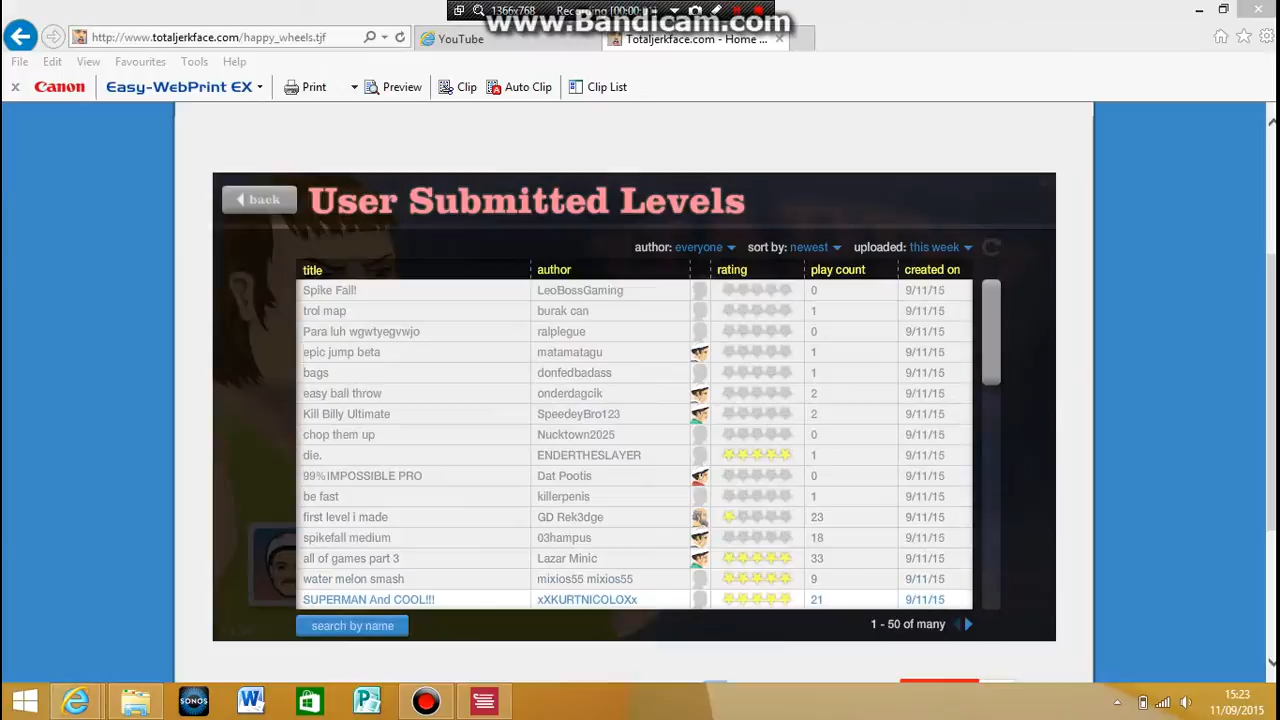 1366x768 Recording [00:00:
www.Bandicam.com
http://www.totaljerkface.com/happy_wheels.tjf
YouTube
Totaljerkface.com - Home ...
File Edit View Favourites Tools Help
x Canon Easy-WebPrint EX Print Preview Clip Auto Clip Clip List
back
User Submitted Levels
author: everyone sort by: newest uploaded: this week
title author rating play count created on
Spike Fall! LeoBossGaming 0 9/11/15
trol map burak can 1 9/11/15
Para luh wgwtyegvwjo ralplegue 0 9/11/15
epic jump beta matamatagu 1 9/11/15
bags donfedbadass 1 9/11/15
easy ball throw onderdagcik 2 9/11/15
Kill Billy Ultimate SpeedeyBro123 2 9/11/15
chop them up Nucktown2025 0 9/11/15
die. ENDERTHESLAYER 1 9/11/15
99%IMPOSSIBLE PRO Dat Pootis 0 9/11/15
be fast killerpenis 1 9/11/15
first level i made GD Rek3dge 23 9/11/15
spikefall medium 03hampus 18 9/11/15
all of games part 3 Lazar Minic 33 9/11/15
water melon smash mixios55 mixios55 9 9/11/15
SUPERMAN And COOL!!! xXKURTNICOLOXx 21 9/11/15
search by name
1 - 50 of many
SONOS
15:23
11/09/2015